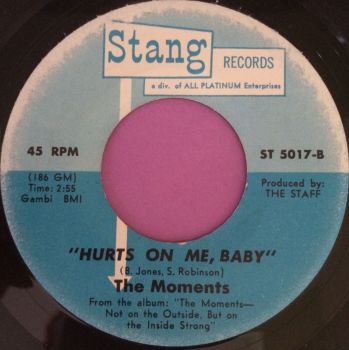 Stang
RECORDS
a div. of ALL PLATINUM Enterprises
45 RPM
ST 5017-B
(186 GM)
Time: 2:55
Gambi BMI
Produced by:
THE STAFF
"HURTS ON ME, BABY"
(B. Jones, S. Robinson)
The Moments
From the album: "The Moments—
Not on the Outside, But on
the Inside Strong"